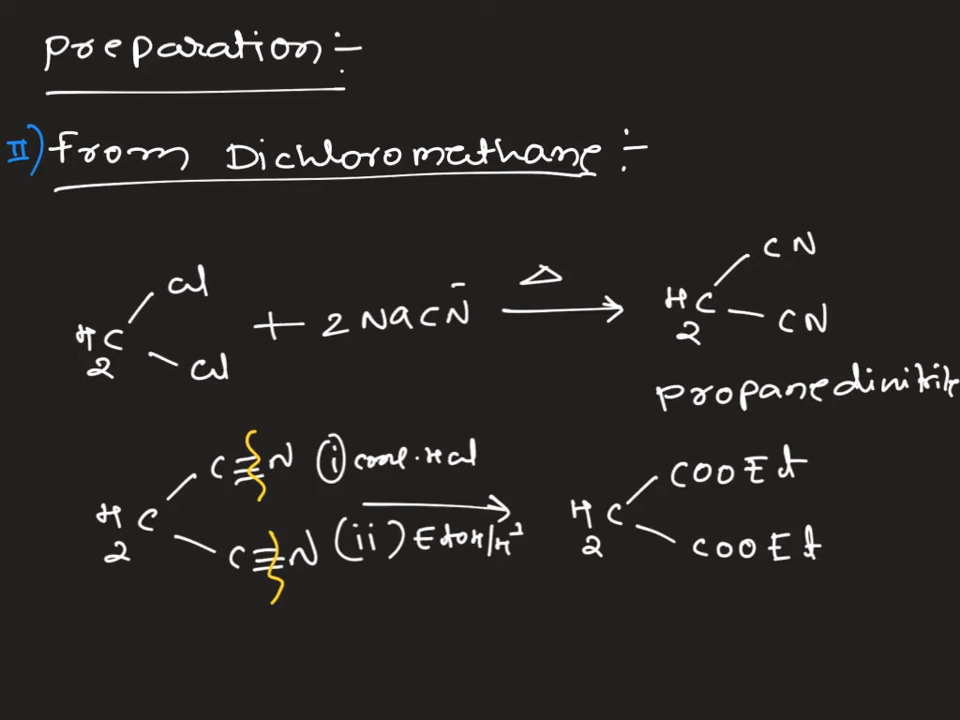 Preparation:-
II) From Dichloromethane:-
Cl
H2C + 2 NaCN̄ Δ
Cl
CN
H2C
CN
propanedinitrile
C≡N (i) conc. HCl
H2C
C≡N (ii) EtOH/H+
COOEt
H2C
COOEt